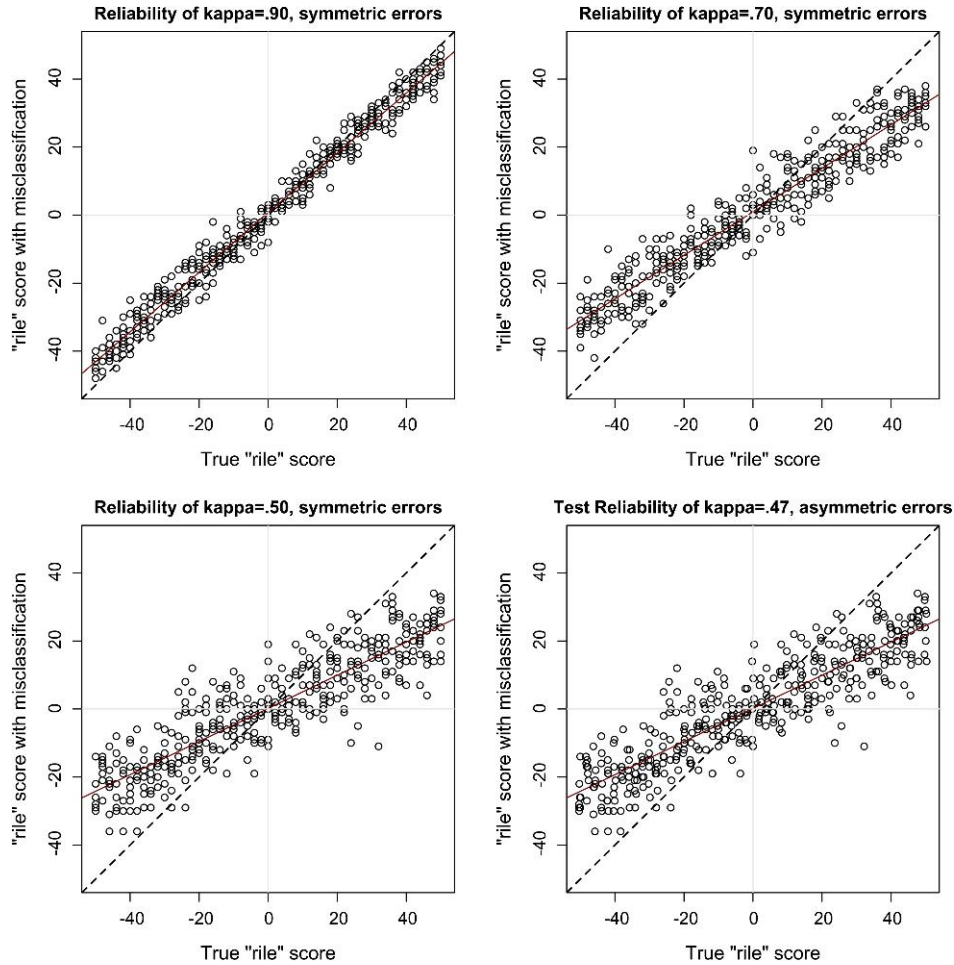 Reliability of kappa=.90, symmetric errors
"rile" score with misclassification
40
20
0
-20
-40
-40 -20 0 20 40
True "rile" score
Reliability of kappa=.70, symmetric errors
"rile" score with misclassification
40
20
0
-20
-40
-40 -20 0 20 40
True "rile" score
Reliability of kappa=.50, symmetric errors
"rile" score with misclassification
40
20
0
-20
-40
-40 -20 0 20 40
True "rile" score
Test Reliability of kappa=.47, asymmetric errors
"rile" score with misclassification
40
20
0
-20
-40
-40 -20 0 20 40
True "rile" score